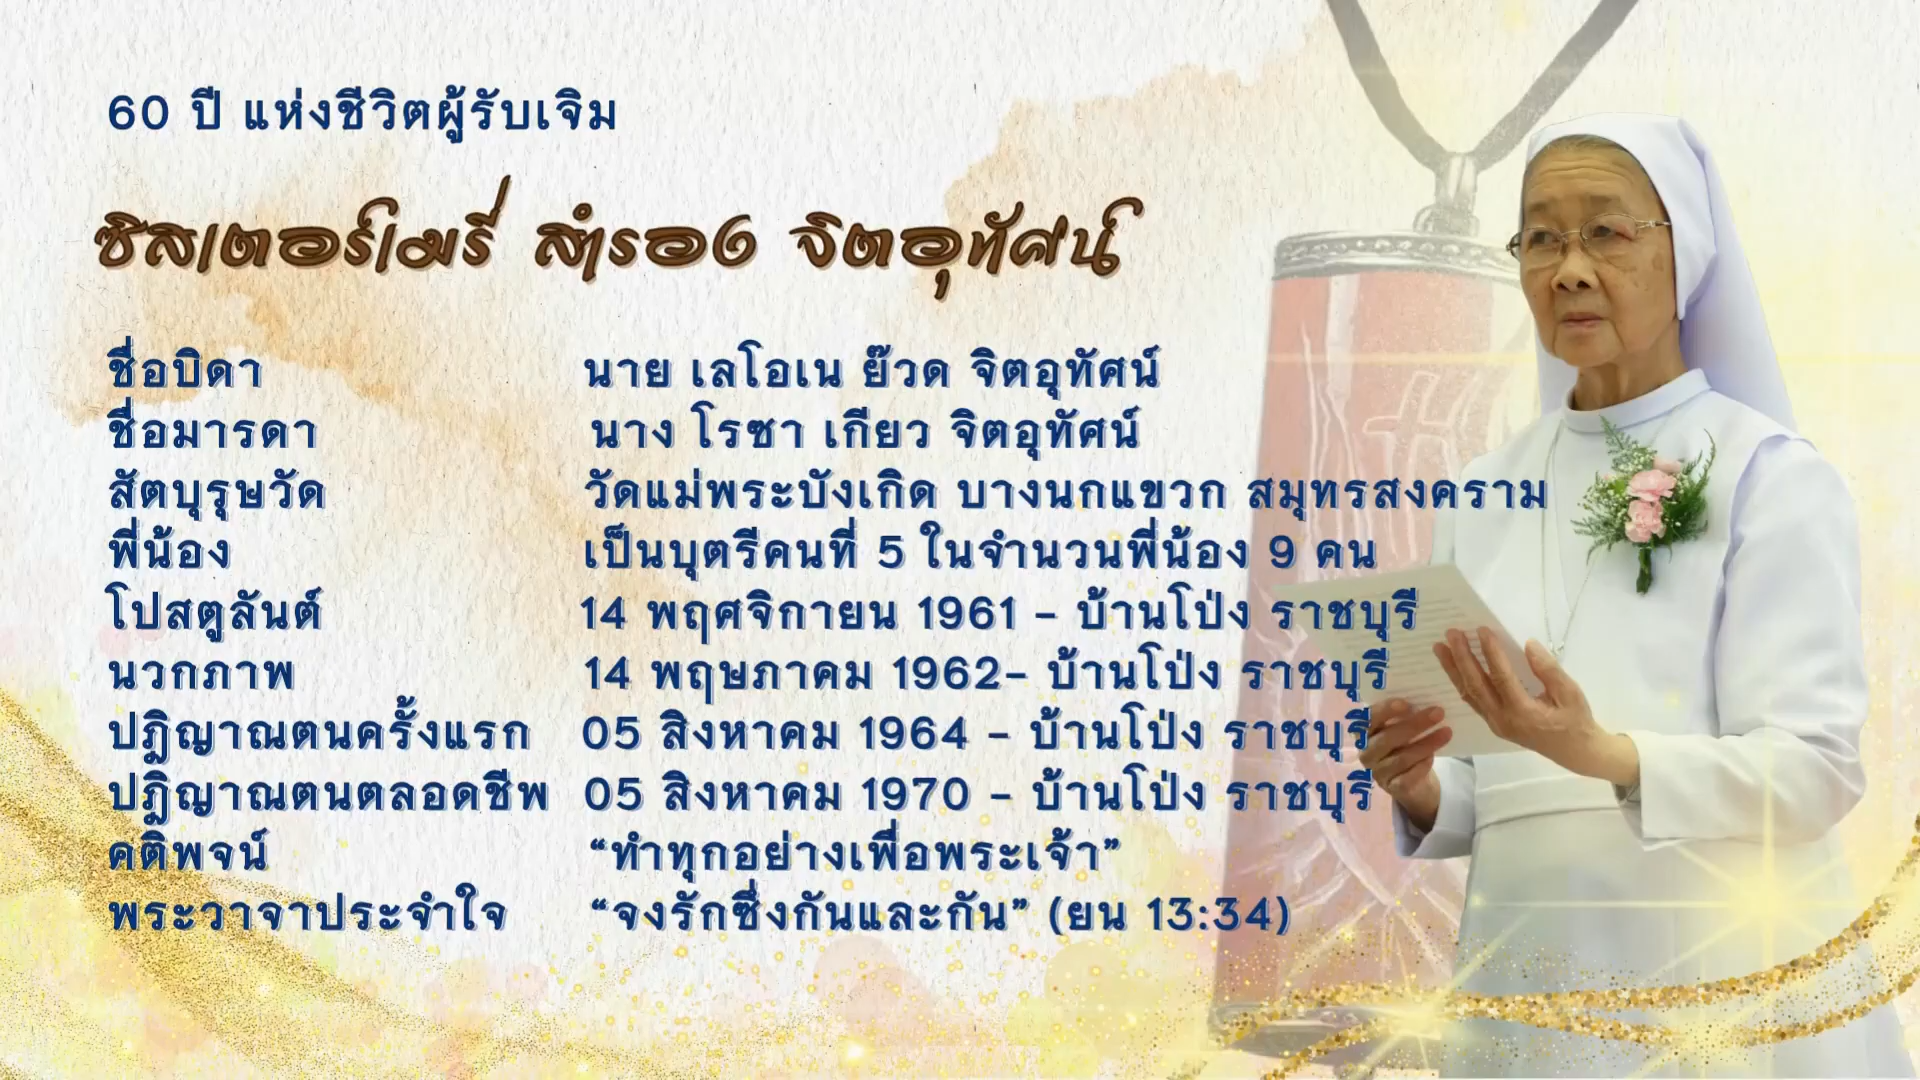 60 ปี แห่งชีวิตผู้รับเจิม
ซิสเตอร์เมรี่ สำรอง จิตอุทัศน์
ชื่อบิดา นาย เลโอเน ย๊วด จิตอุทัศน์
ชื่อมารดา นาง โรซา เกียว จิตอุทัศน์
สัตบุรุษวัด วัดแม่พระบังเกิด บางนกแขวก สมุทรสงคราม
พี่น้อง เป็นบุตรีคนที่ 5 ในจำนวนพี่น้อง 9 คน
โปสตูลันต์ 14 พฤศจิกายน 1961 – บ้านโป่ง ราชบุรี
นวกภาพ 14 พฤษภาคม 1962– บ้านโป่ง ราชบุรี
ปฏิญาณตนครั้งแรก 05 สิงหาคม 1964 – บ้านโป่ง ราชบุรี
ปฏิญาณตนตลอดชีพ 05 สิงหาคม 1970 – บ้านโป่ง ราชบุรี
คติพจน์ “ทำทุกอย่างเพื่อพระเจ้า”
พระวาจาประจำใจ “จงรักซึ่งกันและกัน” (ยน 13:34)